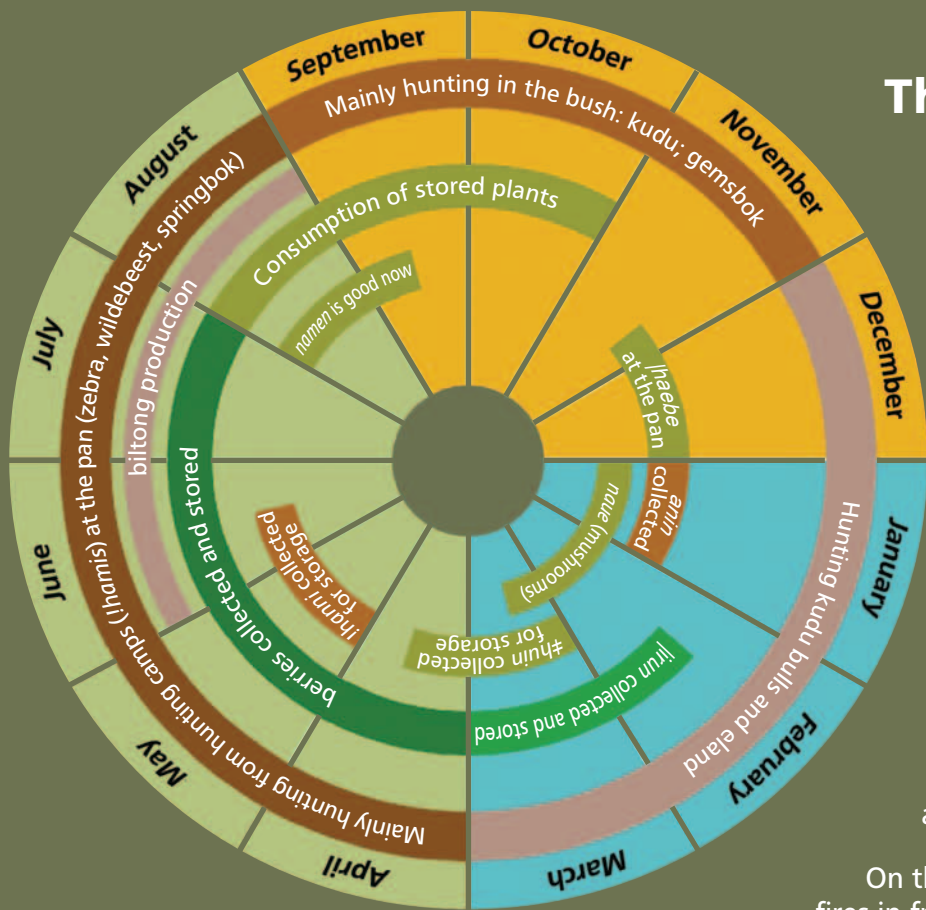 September
October
November
December
January
February
March
April
May
June
July
August
Mainly hunting in the bush: kudu; gemsbok
Hunting kudu bulls and eland
Mainly hunting from hunting camps (!hamis) at the pan (zebra, wildebeest, springbok)
biltong production
Consumption of stored plants
namen is good now
berries collected and stored
!hanni collected
for storage
ǂhuin collected
for storage
||run collected and stored
naue (mushrooms)
anin
collected
||haebe
at the pan
Th
a
On th
fires in fr